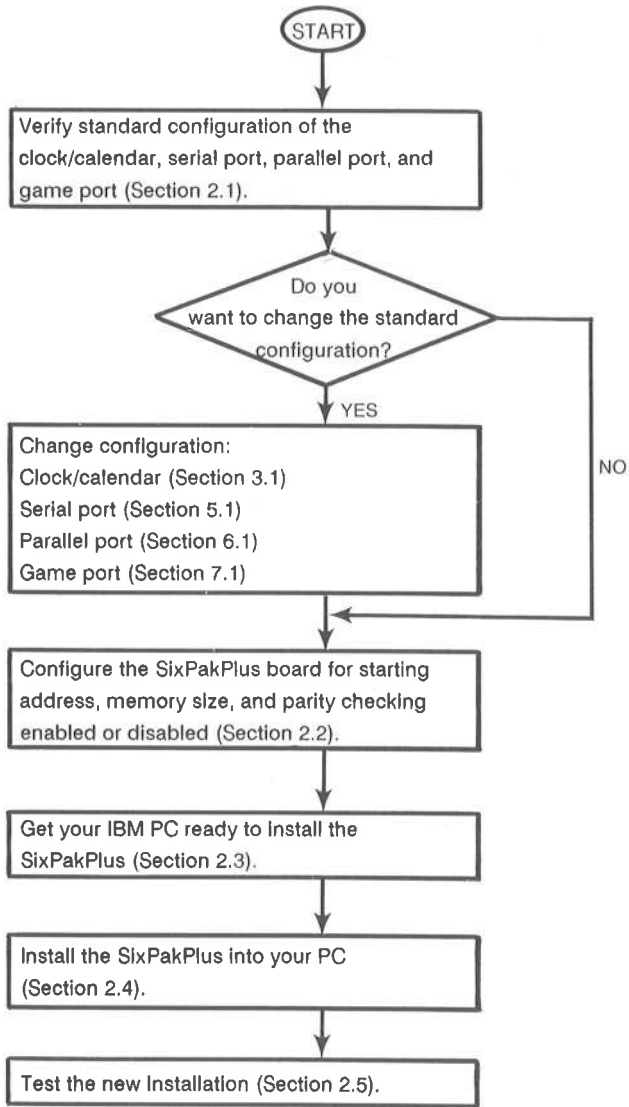 START
Verify standard configuration of the
clock/calendar, serial port, parallel port, and
game port (Section 2.1).
Do you
want to change the standard
configuration?
YES
NO
Change configuration:
Clock/calendar (Section 3.1)
Serial port (Section 5.1)
Parallel port (Section 6.1)
Game port (Section 7.1)
Configure the SixPakPlus board for starting
address, memory size, and parity checking
enabled or disabled (Section 2.2).
Get your IBM PC ready to install the
SixPakPlus (Section 2.3).
Install the SixPakPlus into your PC
(Section 2.4).
Test the new Installation (Section 2.5).